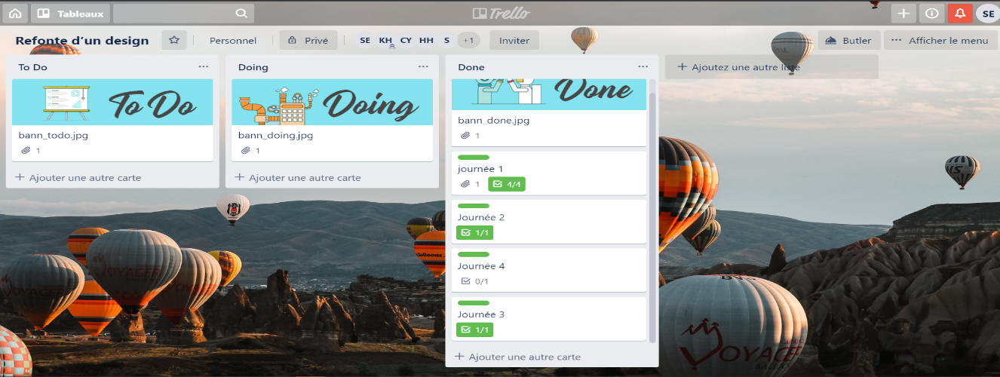 Tableaux
Trello
SE
Refonte d'un design
Personnel
Privé
SE KH CY HH S +1
Inviter
Butler
Afficher le menu
To Do
To Do
bann_todo.jpg
1
Ajouter une autre carte
Doing
Doing
bann_doing.jpg
1
Ajouter une autre carte
Done
Done
bann_done.jpg
1
journée 1
1 4/4
Journée 2
1/1
Journée 4
0/1
Journée 3
1/1
Ajouter une autre carte
Ajoutez une autre liste
VOYAGER
VOYAGER
VOYAGER
balloons
VOYAGER